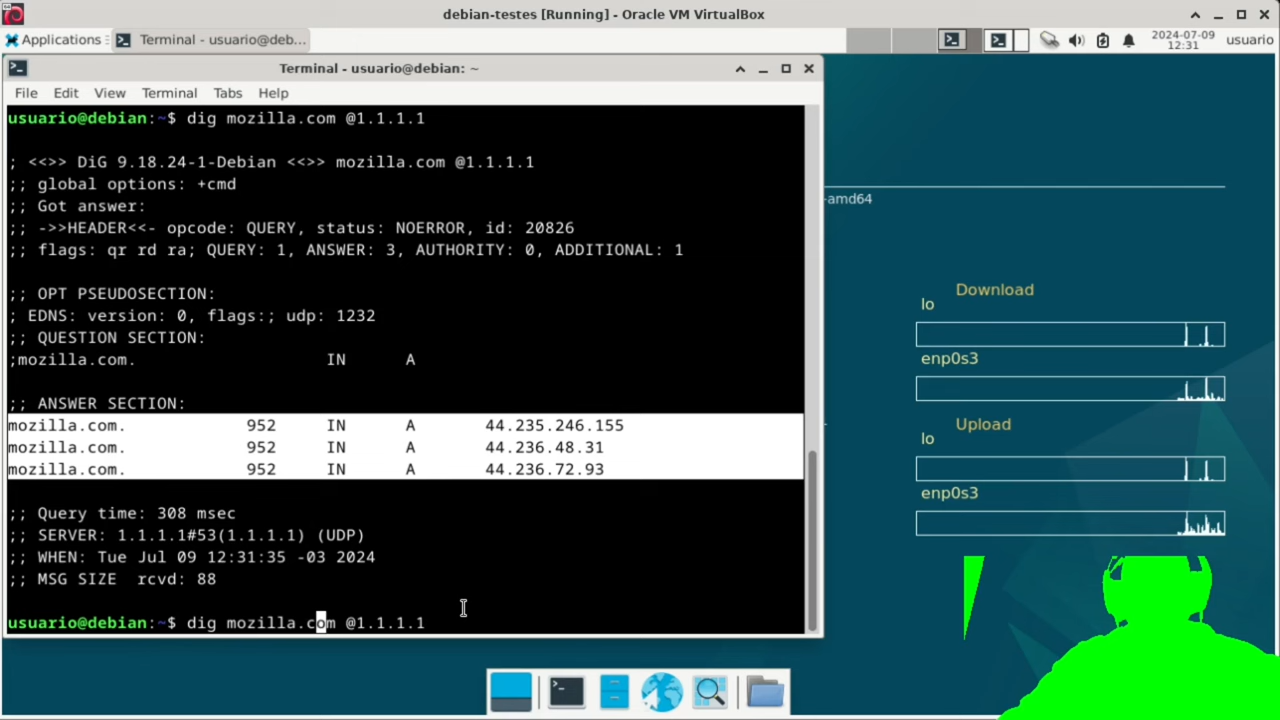 debian-testes [Running] - Oracle VM VirtualBox
Applications
Terminal - usuario@deb...
2024-07-09
12:31
usuario
Terminal - usuario@debian: ~
File Edit View Terminal Tabs Help
usuario@debian:~$ dig mozilla.com @1.1.1.1
; <<>> DiG 9.18.24-1-Debian <<>> mozilla.com @1.1.1.1
;; global options: +cmd
;; Got answer:
;; ->>HEADER<<- opcode: QUERY, status: NOERROR, id: 20826
;; flags: qr rd ra; QUERY: 1, ANSWER: 3, AUTHORITY: 0, ADDITIONAL: 1
;; OPT PSEUDOSECTION:
; EDNS: version: 0, flags:; udp: 1232
;; QUESTION SECTION:
;mozilla.com. IN A
;; ANSWER SECTION:
mozilla.com. 952 IN A 44.235.246.155
mozilla.com. 952 IN A 44.236.48.31
mozilla.com. 952 IN A 44.236.72.93
;; Query time: 308 msec
;; SERVER: 1.1.1.1#53(1.1.1.1) (UDP)
;; WHEN: Tue Jul 09 12:31:35 -03 2024
;; MSG SIZE rcvd: 88
usuario@debian:~$ dig mozilla.com @1.1.1.1
-amd64
Download
lo
enp0s3
Upload
lo
enp0s3